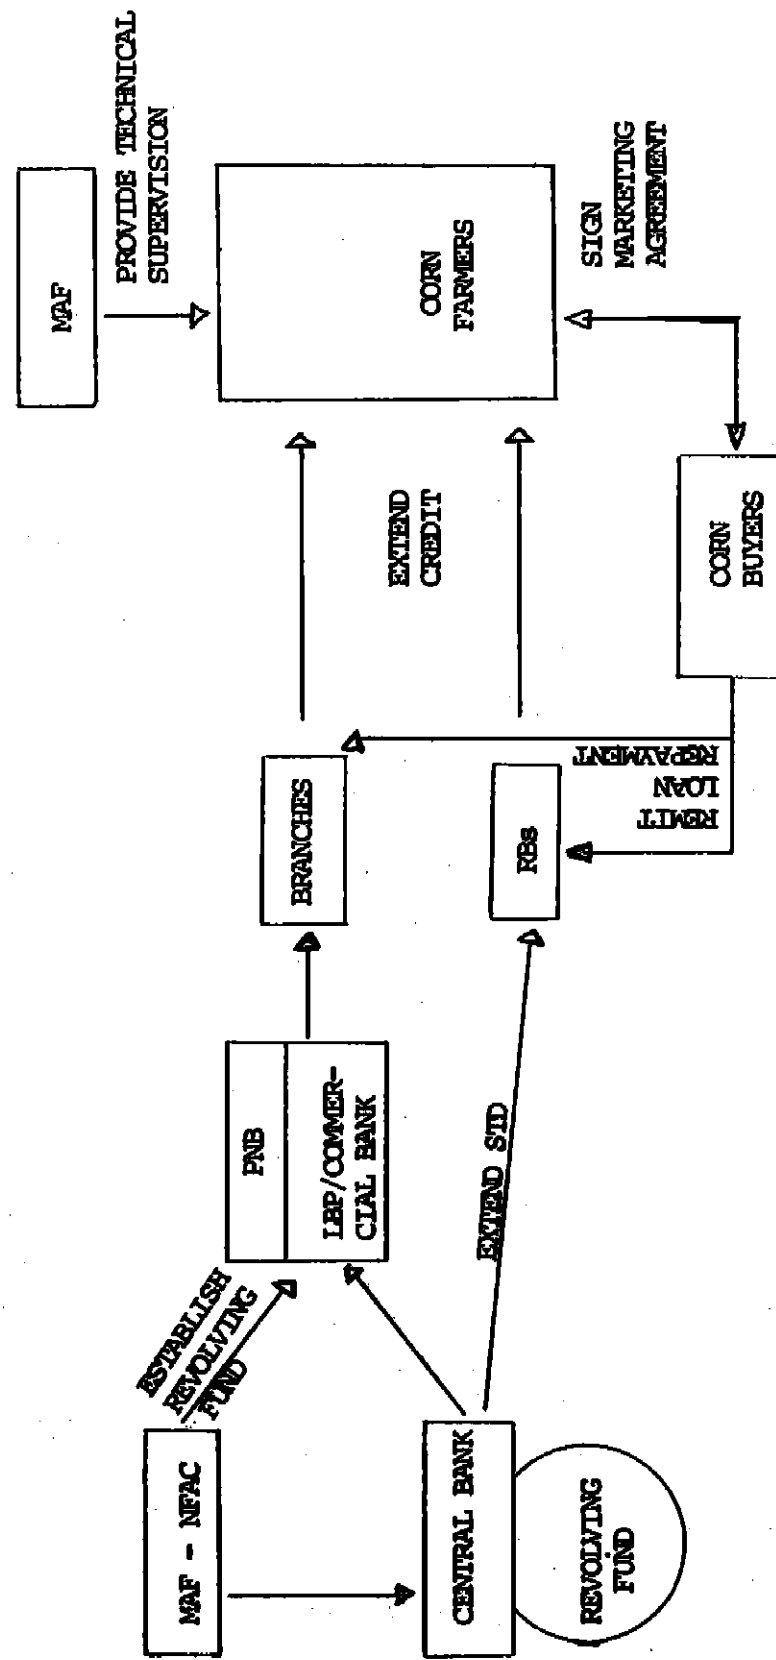 MAF - NFAC
ESTABLISH
REVOLVING
FUND
CENTRAL BANK
REVOLVING
FUND
PNB
LBP/COMMER-
CIAL BANK
EXTEND STD
BRANCHES
RBs
REMIT
LOAN
REPAYMENT
EXTEND
CREDIT
MAF
PROVIDE TECHNICAL
SUPERVISION
CORN
FARMERS
SIGN
MARKETING
AGREEMENT
CORN
BUYERS